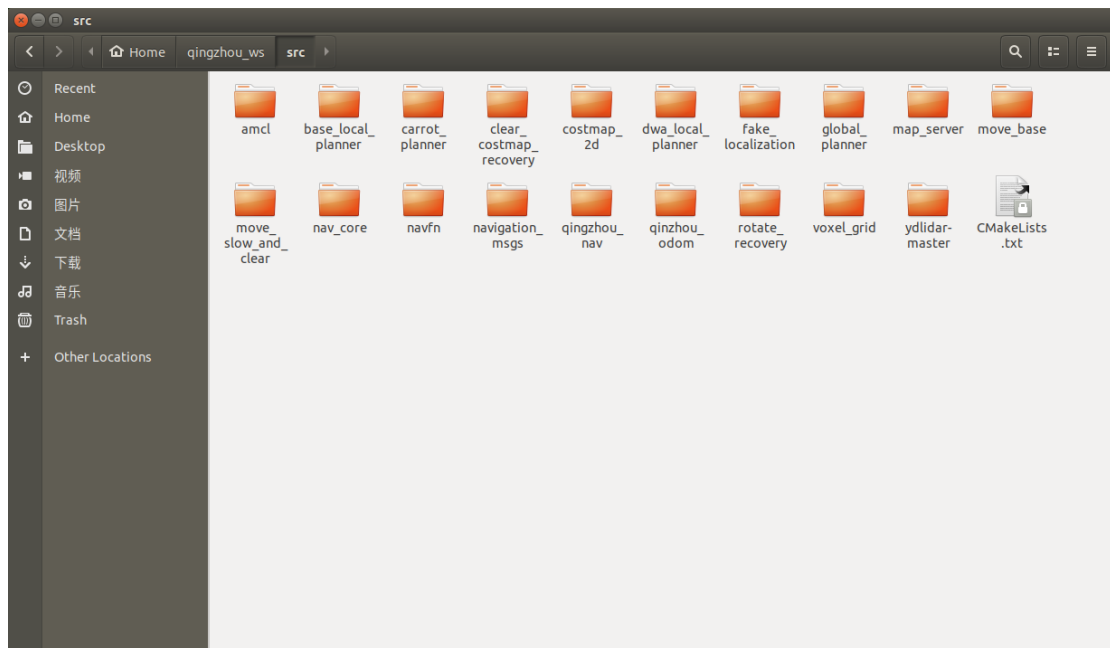 src
Home
qingzhou_ws
src
Recent
Home
Desktop
视频
图片
文档
下载
音乐
Trash
Other Locations
amcl
base_local_
planner
carrot_
planner
clear_
costmap_
recovery
costmap_
2d
dwa_local_
planner
fake_
localization
global_
planner
map_server
move_base
move_
slow_and_
clear
nav_core
navfn
navigation_
msgs
qingzhou_
nav
qinzhou_
odom
rotate_
recovery
voxel_grid
ydlidar-
master
CMakeLists
.txt